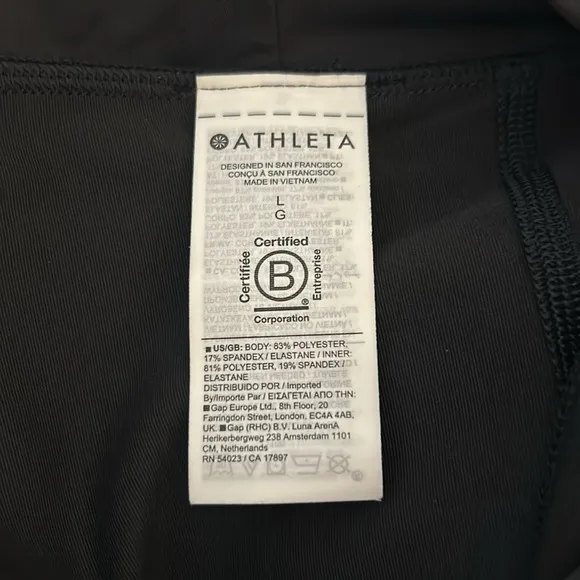 ATHLETA
DESIGNED IN SAN FRANCISCO
CONÇU À SAN FRANCISCO
MADE IN VIETNAM
L
G
Certified
Certifiée
B
Entreprise
®
Corporation
■ US/GB: BODY: 83% POLYESTER,
17% SPANDEX / ELASTANE / INNER:
81% POLYESTER, 19% SPANDEX /
ELASTANE
DISTRIBUIDO POR / Imported
By/Importe Par / ΕΙΣΑΓΕΤΑΙ ΑΠΟ ΤΗΝ:
■ Gap Europe Ltd., 8th Floor, 20
Farringdon Street, London, EC4A 4AB,
UK. ■ Gap (RHC) B.V. Luna ArenA
Herikerbergweg 238 Amsterdam 1101
CM, Netherlands
RN 54023 / CA 17897